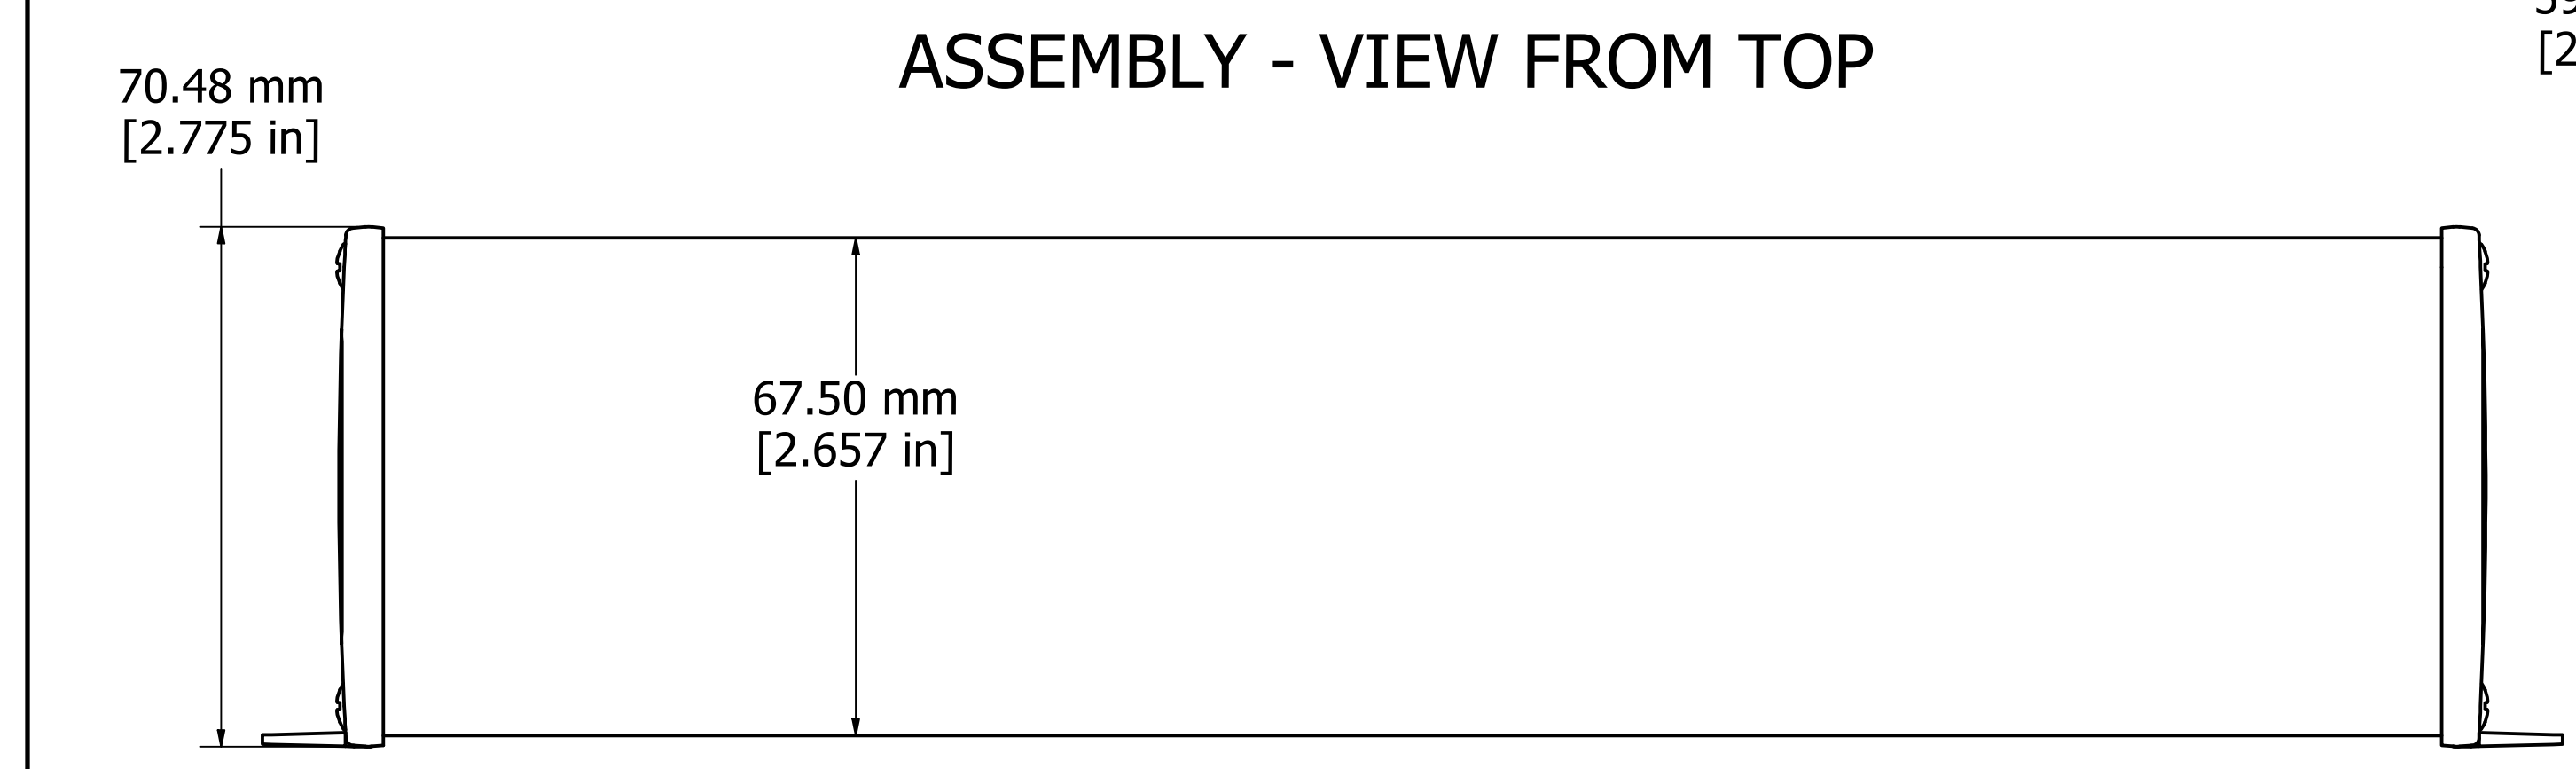 ASSEMBLY - VIEW FROM TOP
70.48 mm
[2.775 in]
67.50 mm
[2.657 in]